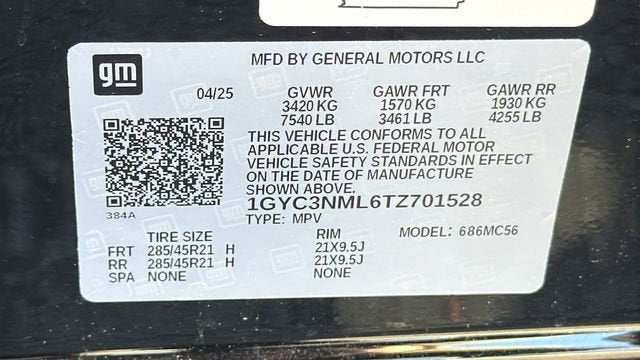 gm
MFD BY GENERAL MOTORS LLC
04/25 GVWR GAWR FRT GAWR RR
3420 KG 1570 KG 1930 KG
7540 LB 3461 LB 4255 LB
THIS VEHICLE CONFORMS TO ALL
APPLICABLE U.S. FEDERAL MOTOR
VEHICLE SAFETY STANDARDS IN EFFECT
ON THE DATE OF MANUFACTURE
SHOWN ABOVE.
1GYC3NML6TZ701528
384A
TYPE: MPV
TIRE SIZE RIM MODEL: 686MC56
FRT 285/45R21 H 21X9.5J
RR 285/45R21 H 21X9.5J
SPA NONE NONE